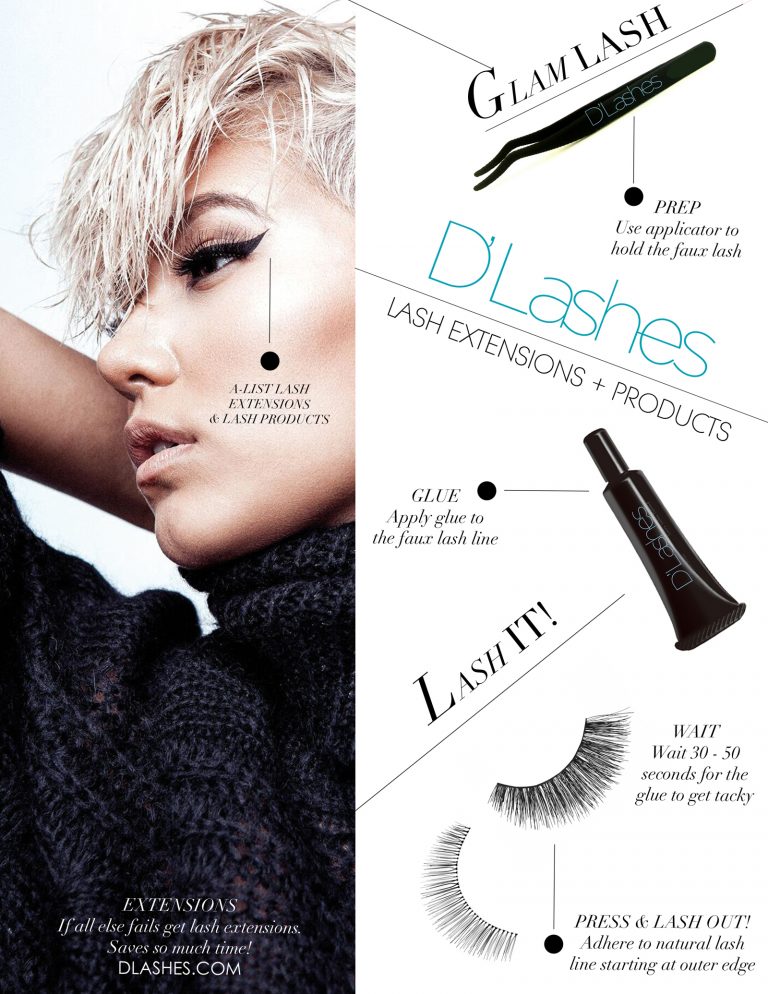 GLAM LASH
D'Lashes
PREP
Use applicator to
hold the faux lash
D'Lashes
LASH EXTENSIONS + PRODUCTS
A-LIST LASH
EXTENSIONS
& LASH PRODUCTS
GLUE
Apply glue to
the faux lash line
D'Lashes
LASH IT!
WAIT
Wait 30 - 50
seconds for the
glue to get tacky
PRESS & LASH OUT!
Adhere to natural lash
line starting at outer edge
EXTENSIONS
If all else fails get lash extensions.
Saves so much time!
DLASHES.COM